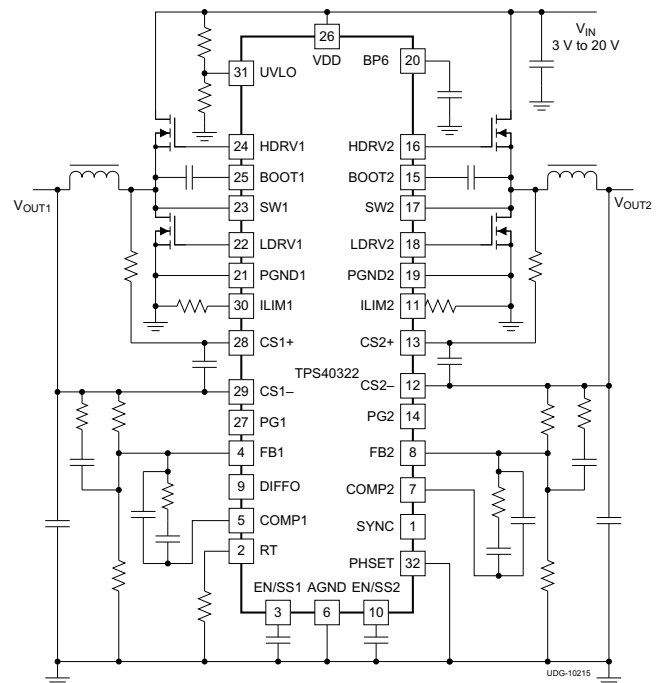 26
VDD
BP6
20
VIN
3 V to 20 V
31
UVLO
24
HDRV1
HDRV2
16
25
BOOT1
BOOT2
15
VOUT1
23
SW1
SW2
17
VOUT2
22
LDRV1
LDRV2
18
21
PGND1
PGND2
19
30
ILIM1
ILIM2
11
28
CS1+
CS2+
13
TPS40322
29
CS1–
CS2–
12
27
PG1
PG2
14
4
FB1
FB2
8
9
DIFFO
COMP2
7
5
COMP1
SYNC
1
2
RT
PHSET
32
EN/SS1 AGND EN/SS2
3
6
10
UDG-10215